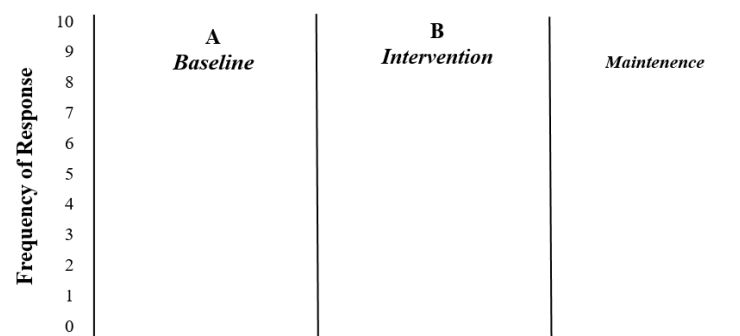 10
9
8
7
6
5
4
3
2
1
0
Frequency of Response
A
Baseline
B
Intervention
Maintenence